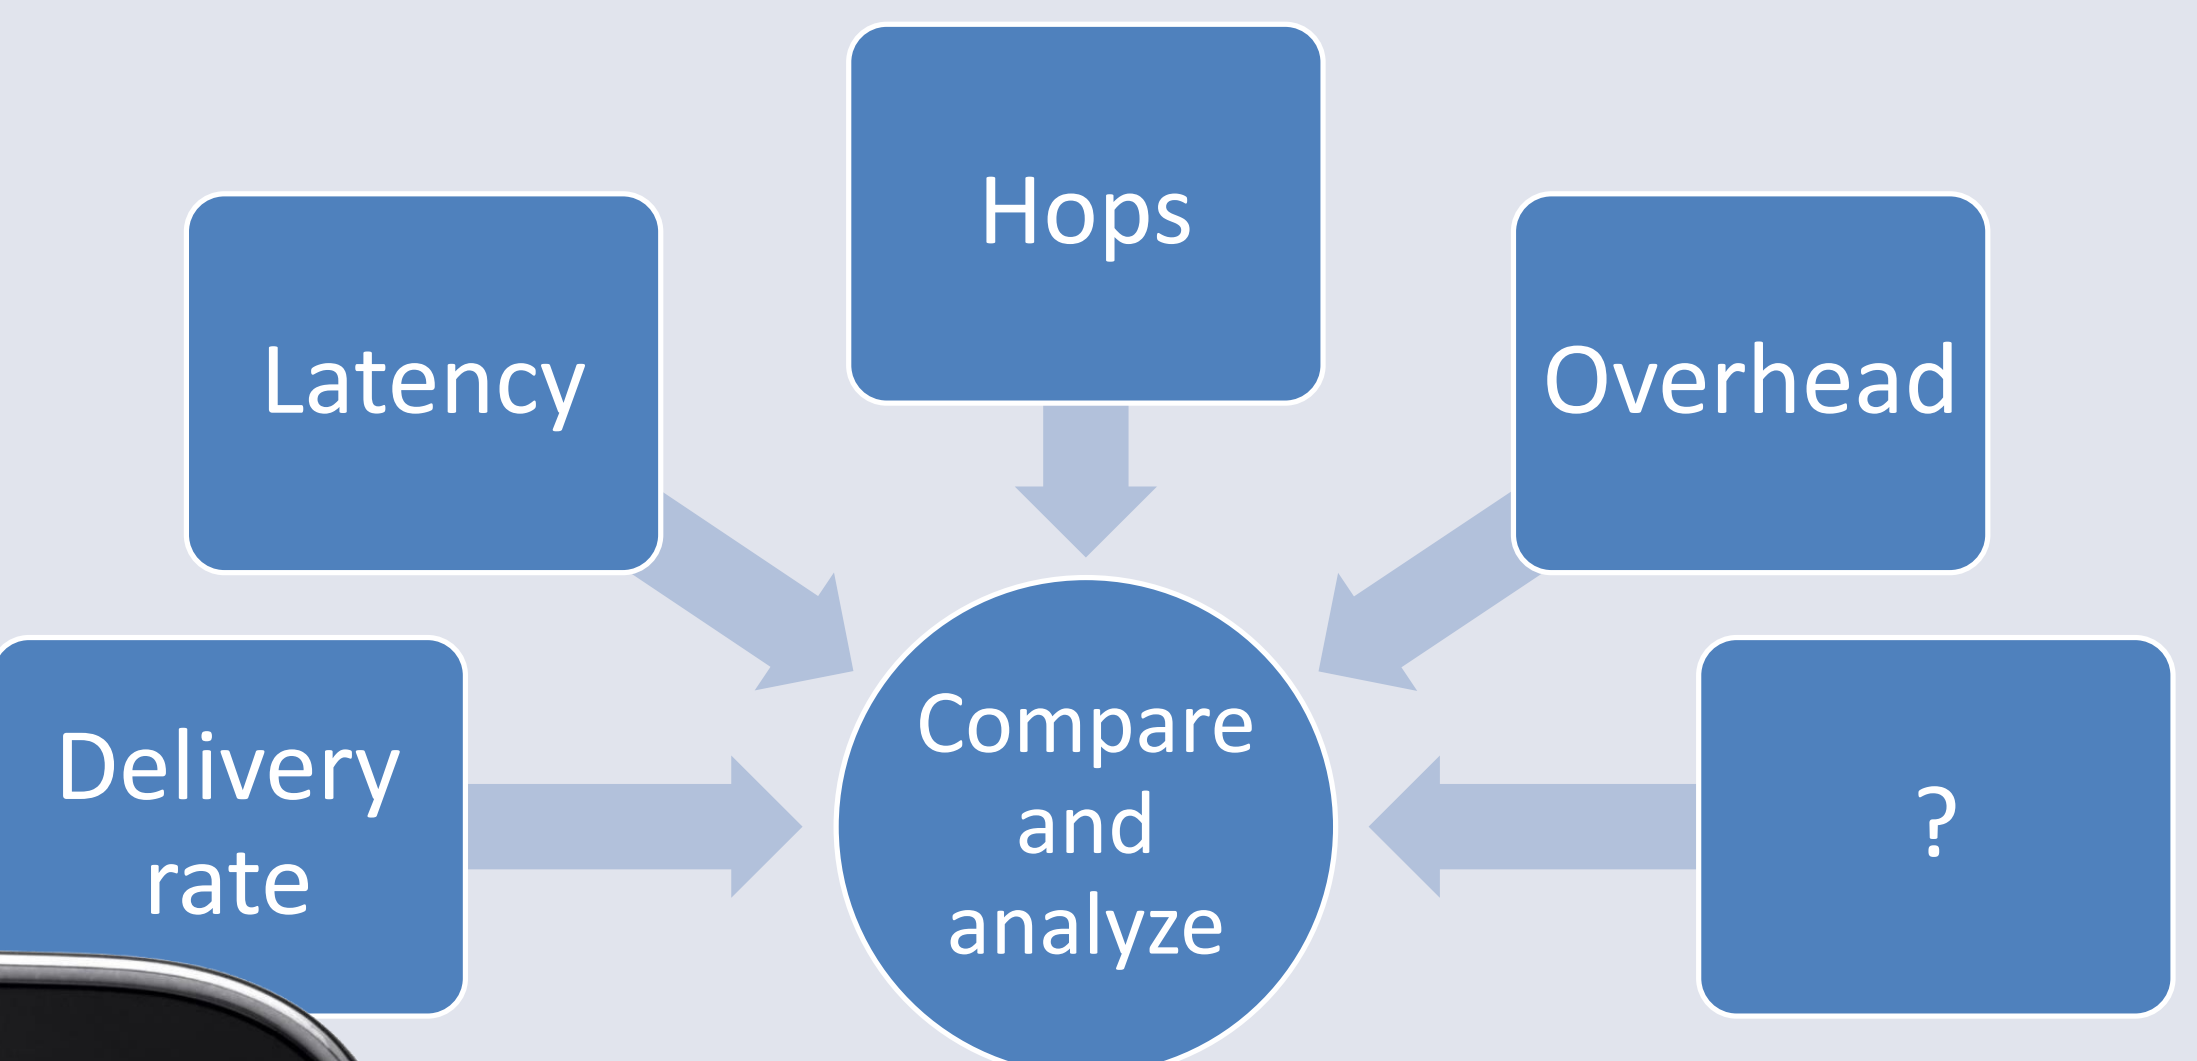 Hops
Latency
Overhead
Delivery
rate
Compare
and
analyze
?